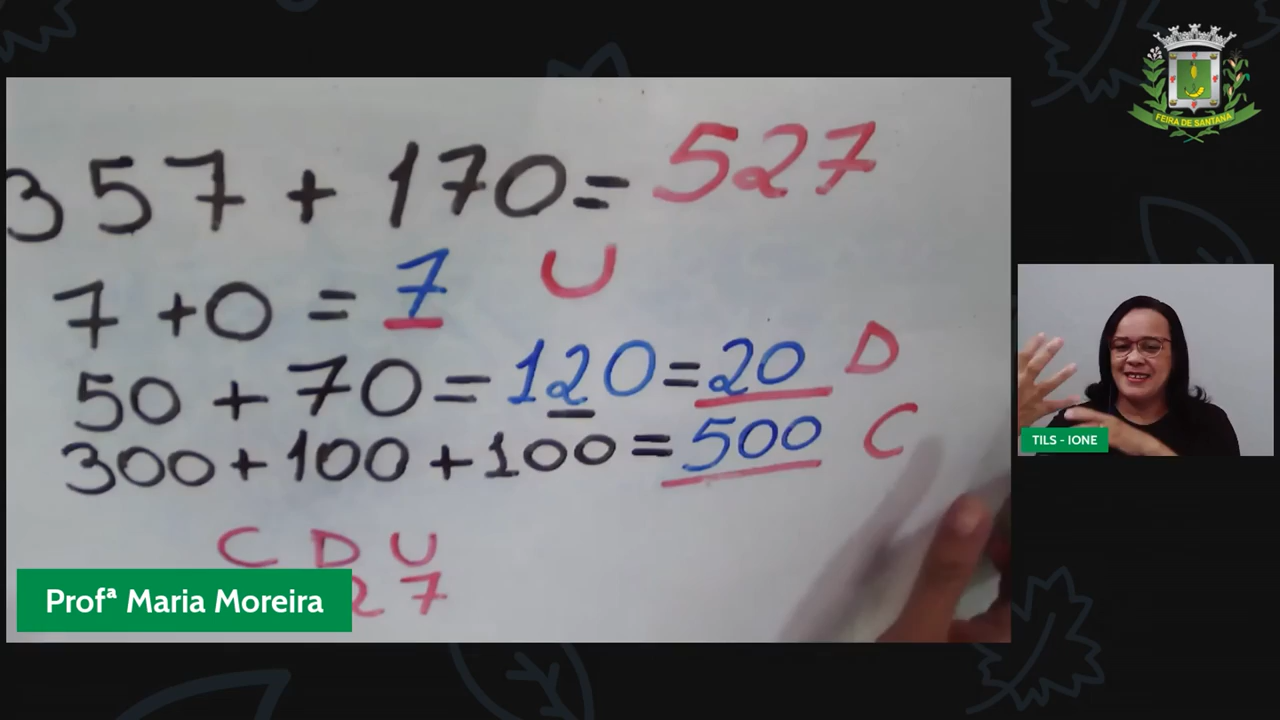 FEIRA DE SANTANA
357 + 170 = 527
7 + 0 = 7 U
50 + 70 = 120 = 20 D
300 + 100 + 100 = 500 C
C D U
27
Profª Maria Moreira
TILS - IONE